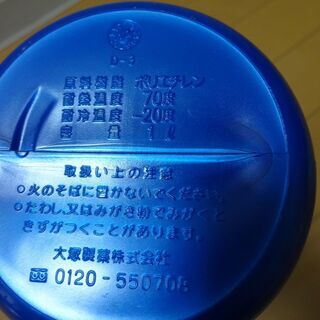 D-3
原料樹脂 ポリエチレン
耐熱温度 70度
耐冷温度 -20度
容量 1ℓ
取扱い上の注意
○火のそばに置かないでください。
○たわし又はみがき粉でみがくと
きずがつくことがあります。
大塚製薬株式会社
0120-550708